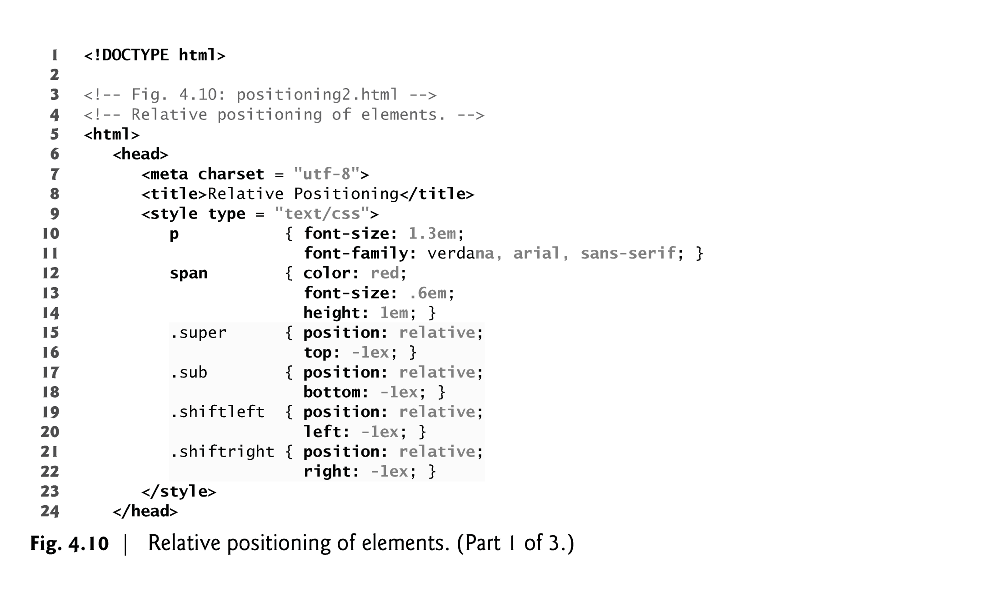 1 <!DOCTYPE html>
2
3 <!-- Fig. 4.10: positioning2.html -->
4 <!-- Relative positioning of elements. -->
5 <html>
6    <head>
7       <meta charset = "utf-8">
8       <title>Relative Positioning</title>
9       <style type = "text/css">
10         p           { font-size: 1.3em;
11                       font-family: verdana, arial, sans-serif; }
12         span        { color: red;
13                       font-size: .6em;
14                       height: 1em; }
15         .super      { position: relative;
16                       top: -1ex; }
17         .sub        { position: relative;
18                       bottom: -1ex; }
19         .shiftleft  { position: relative;
20                       left: -1ex; }
21         .shiftright { position: relative;
22                       right: -1ex; }
23      </style>
24   </head>
Fig. 4.10 | Relative positioning of elements. (Part 1 of 3.)